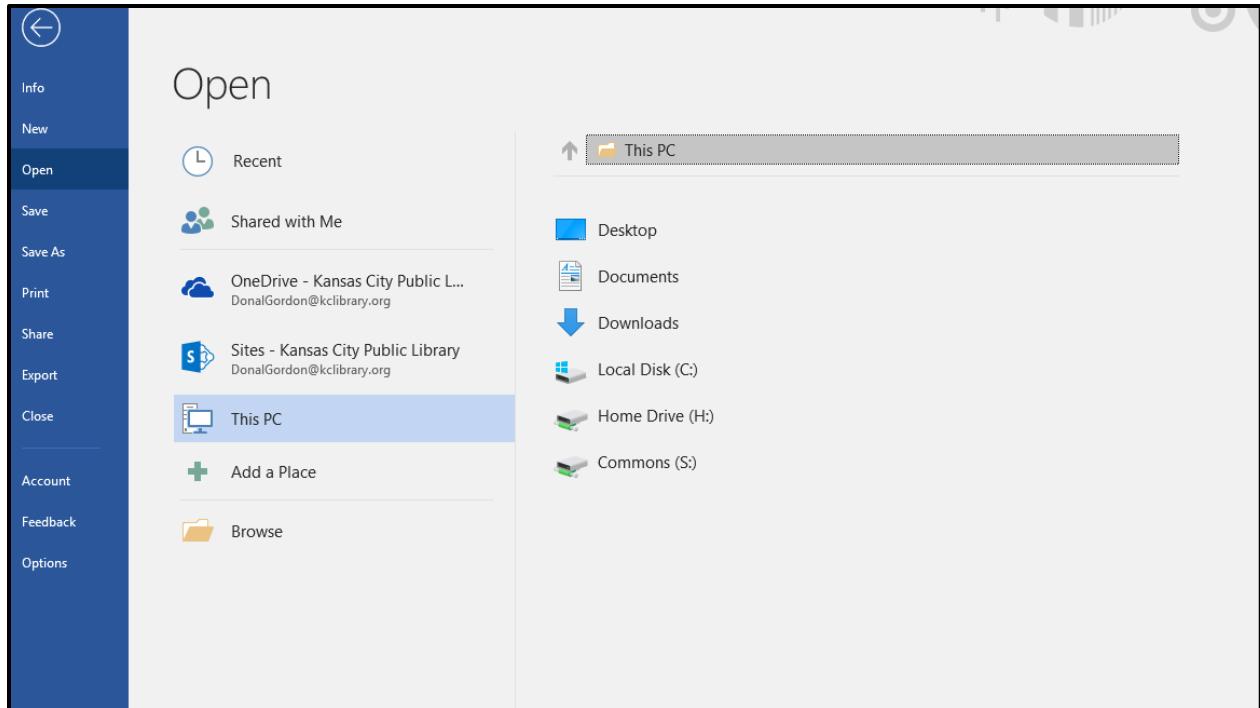 Info
New
Open
Save
Save As
Print
Share
Export
Close
Account
Feedback
Options
Open
Recent
Shared with Me
OneDrive - Kansas City Public L...
DonalGordon@kclibrary.org
Sites - Kansas City Public Library
DonalGordon@kclibrary.org
This PC
Add a Place
Browse
This PC
Desktop
Documents
Downloads
Local Disk (C:)
Home Drive (H:)
Commons (S:)